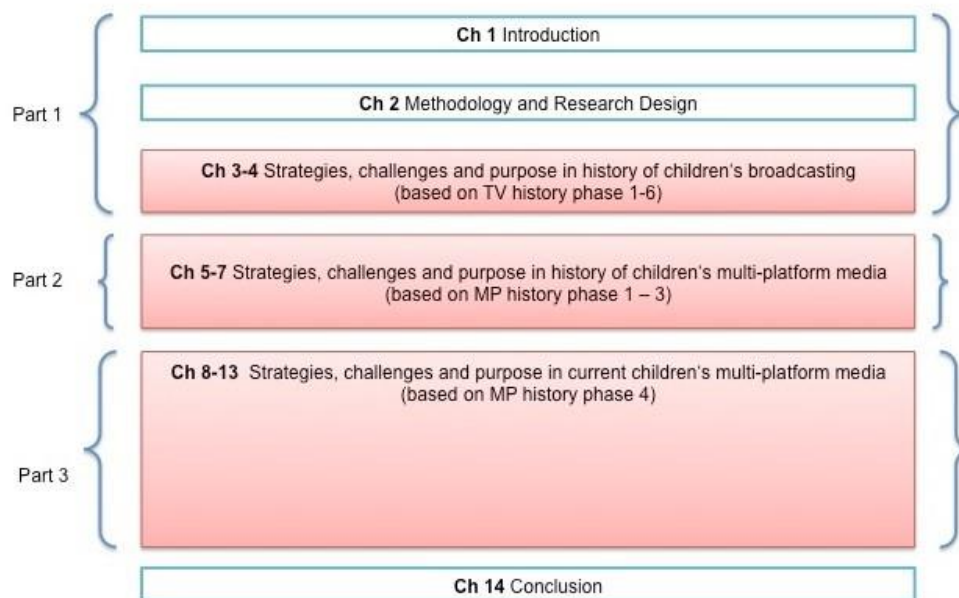 Ch 1 Introduction
Part 1
Ch 2 Methodology and Research Design
Ch 3-4 Strategies, challenges and purpose in history of children's broadcasting
(based on TV history phase 1-6)
Part 2
Ch 5-7 Strategies, challenges and purpose in history of children's multi-platform media
(based on MP history phase 1 – 3)
Ch 8-13 Strategies, challenges and purpose in current children's multi-platform media
(based on MP history phase 4)
Part 3
Ch 14 Conclusion